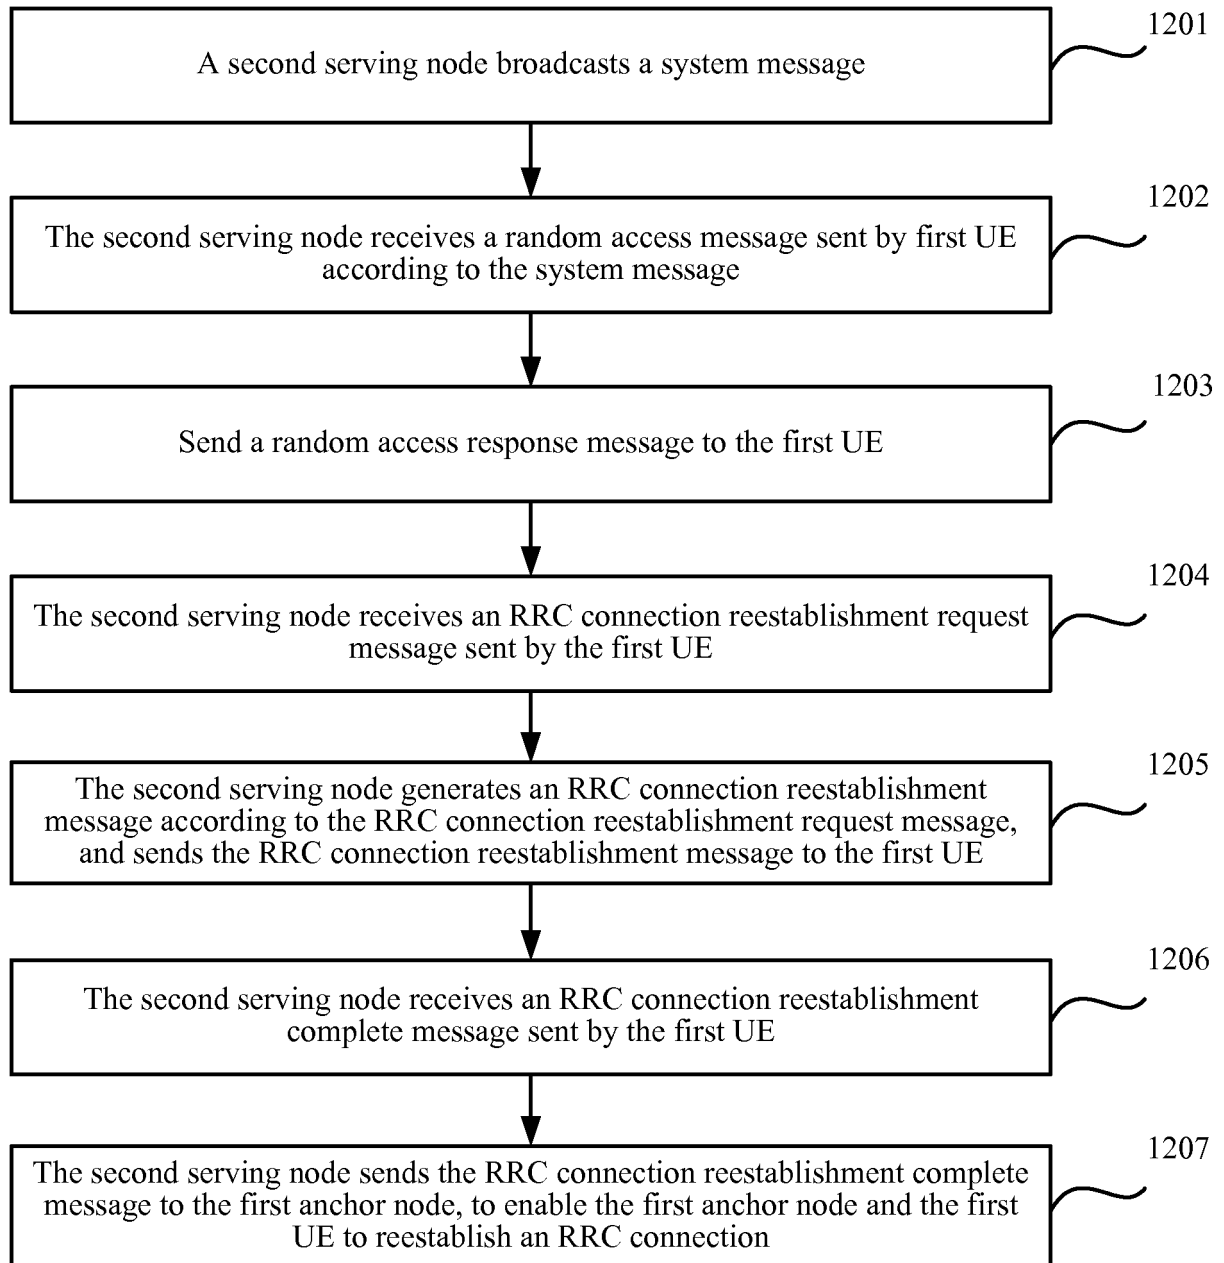 1201
A second serving node broadcasts a system message
1202
The second serving node receives a random access message sent by first UE
according to the system message
1203
Send a random access response message to the first UE
1204
The second serving node receives an RRC connection reestablishment request
message sent by the first UE
1205
The second serving node generates an RRC connection reestablishment
message according to the RRC connection reestablishment request message,
and sends the RRC connection reestablishment message to the first UE
1206
The second serving node receives an RRC connection reestablishment
complete message sent by the first UE
1207
The second serving node sends the RRC connection reestablishment complete
message to the first anchor node, to enable the first anchor node and the first
UE to reestablish an RRC connection